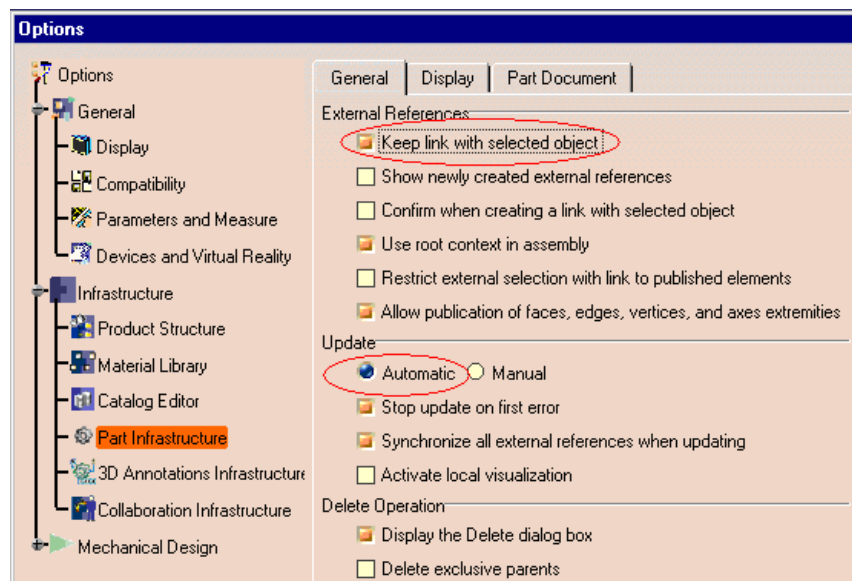 Options
Options
General
Display
Compatibility
Parameters and Measure
Devices and Virtual Reality
Infrastructure
Product Structure
Material Library
Catalog Editor
Part Infrastructure
3D Annotations Infrastructure
Collaboration Infrastructure
Mechanical Design
General Display Part Document
External References
Keep link with selected object
Show newly created external references
Confirm when creating a link with selected object
Use root context in assembly
Restrict external selection with link to published elements
Allow publication of faces, edges, vertices, and axes extremities
Update
Automatic Manual
Stop update on first error
Synchronize all external references when updating
Activate local visualization
Delete Operation
Display the Delete dialog box
Delete exclusive parents